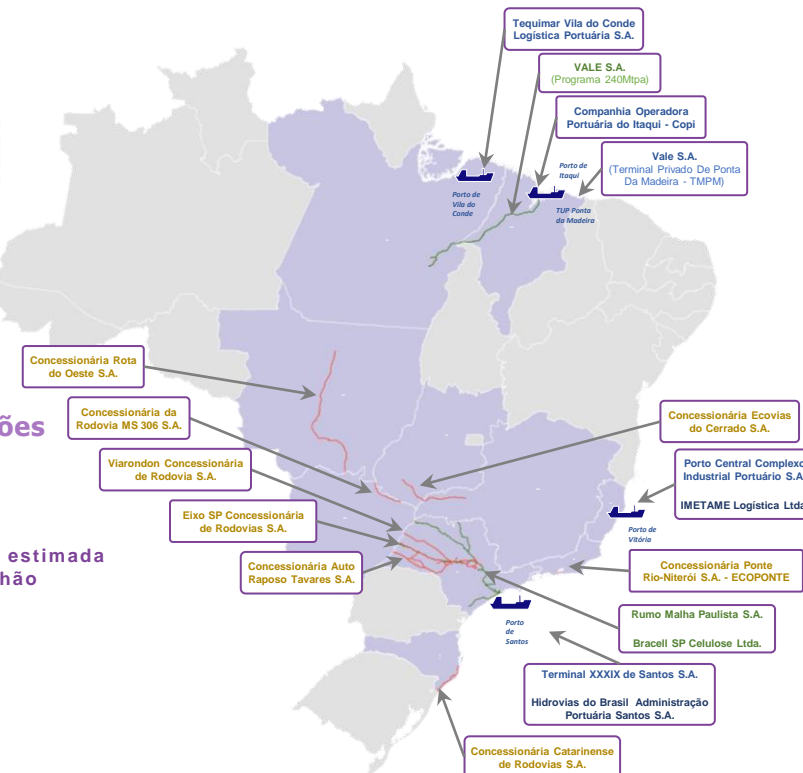 Tequimar Vila do Conde
Logística Portuária S.A.
VALE S.A.
(Programa 240Mtpa)
Companhia Operadora
Portuária do Itaqui - Copi
Porto de
Itaqui
Vale S.A.
(Terminal Privado De Ponta
Da Madeira - TMPM)
Porto de
Vila do
Conde
TUP Ponta
da Madeira
Concessionária Rota
do Oeste S.A.
Concessionária da
Rodovia MS 306 S.A.
ões
Concessionária Ecovias
do Cerrado S.A.
Viarondon Concessionária
de Rodovia S.A.
Porto Central Complexo
Industrial Portuário S.A
IMETAME Logística Ltda
Eixo SP Concessionária
de Rodovias S.A.
Porto de
Vitória
estimada
hão
Concessionária Auto
Raposo Tavares S.A.
Concessionária Ponte
Rio-Niterói S.A. - ECOPONTE
Rumo Malha Paulista S.A.
Bracell SP Celulose Ltda.
Porto
de
Santos
Terminal XXXIX de Santos S.A.
Hidrovias do Brasil Administração
Portuária Santos S.A.
Concessionária Catarinense
de Rodovias S.A.